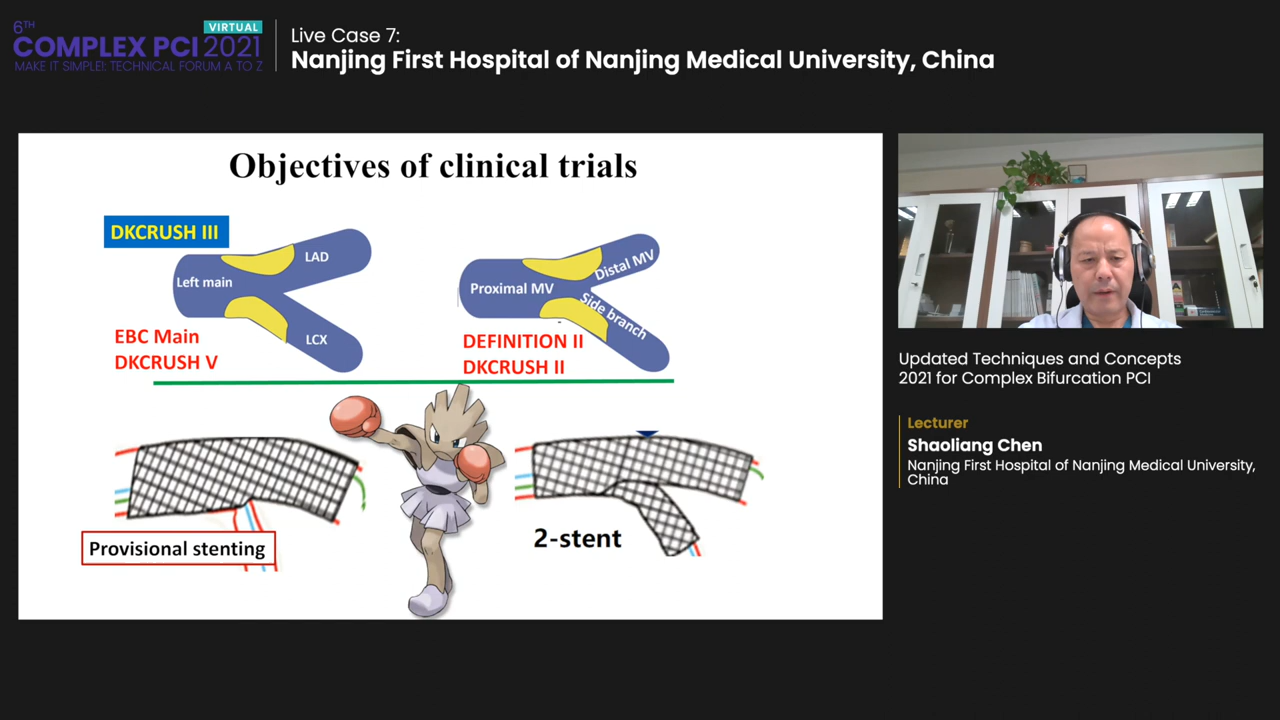 6TH
VIRTUAL
COMPLEX PCI 2021
MAKE IT SIMPLE!: TECHNICAL FORUM A TO Z
Live Case 7:
Nanjing First Hospital of Nanjing Medical University, China
Objectives of clinical trials
DKCRUSH III
LAD
Left main
LCX
EBC Main
DKCRUSH V
Distal MV
Proximal MV
Side branch
DEFINITION II
DKCRUSH II
Provisional stenting
2-stent
Updated Techniques and Concepts
2021 for Complex Bifurcation PCI
Lecturer
Shaoliang Chen
Nanjing First Hospital of Nanjing Medical University,
China